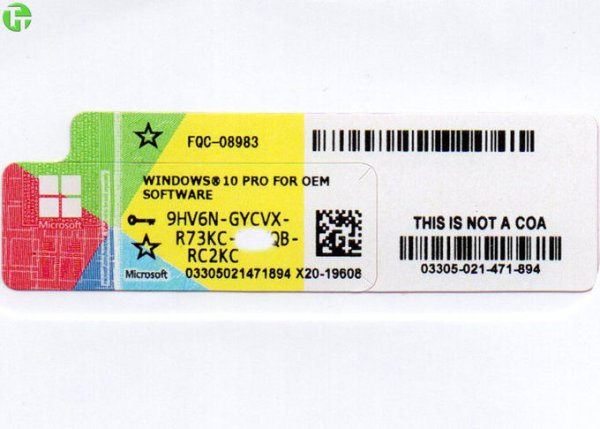 FQC-08983
WINDOWS® 10 PRO FOR OEM
SOFTWARE
9HV6N-GYCVX-
R73KC- QB-
RC2KC
Microsoft
Microsoft
03305021471894 X20-19608
THIS IS NOT A COA
03305-021-471-894